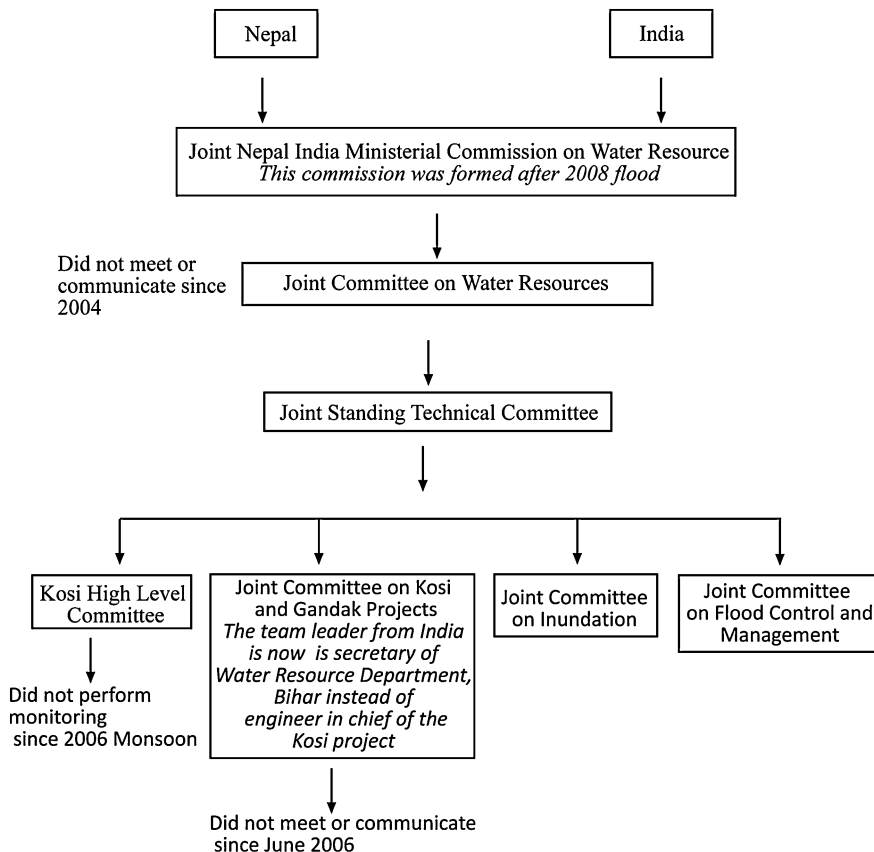 Nepal
India
Joint Nepal India Ministerial Commission on Water Resource
This commission was formed after 2008 flood
Did not meet or
communicate since
2004
Joint Committee on Water Resources
Joint Standing Technical Committee
Kosi High Level
Committee
Joint Committee on Kosi
and Gandak Projects
The team leader from India
is now is secretary of
Water Resource Department,
Bihar instead of
engineer in chief of the
Kosi project
Joint Committee
on Inundation
Joint Committee
on Flood Control and
Management
Did not perform
monitoring
since 2006 Monsoon
Did not meet or communicate
since June 2006